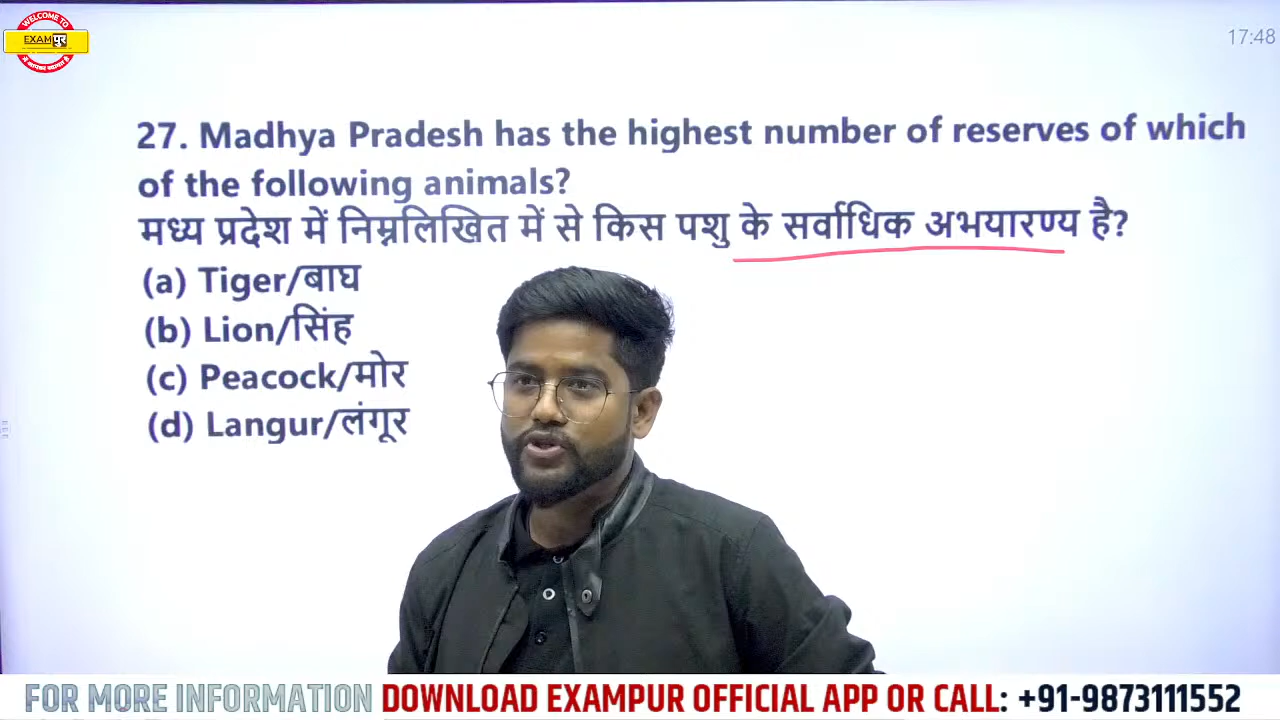 WELCOME TO
EXAMपुर
17:48
27. Madhya Pradesh has the highest number of reserves of which
of the following animals?
मध्य प्रदेश में निम्नलिखित में से किस पशु के सर्वाधिक अभयारण्य है?
(a) Tiger/बाघ
(b) Lion/सिंह
(c) Peacock/मोर
(d) Langur/लंगूर
FOR MORE INFORMATION DOWNLOAD EXAMPUR OFFICIAL APP OR CALL: +91-9873111552